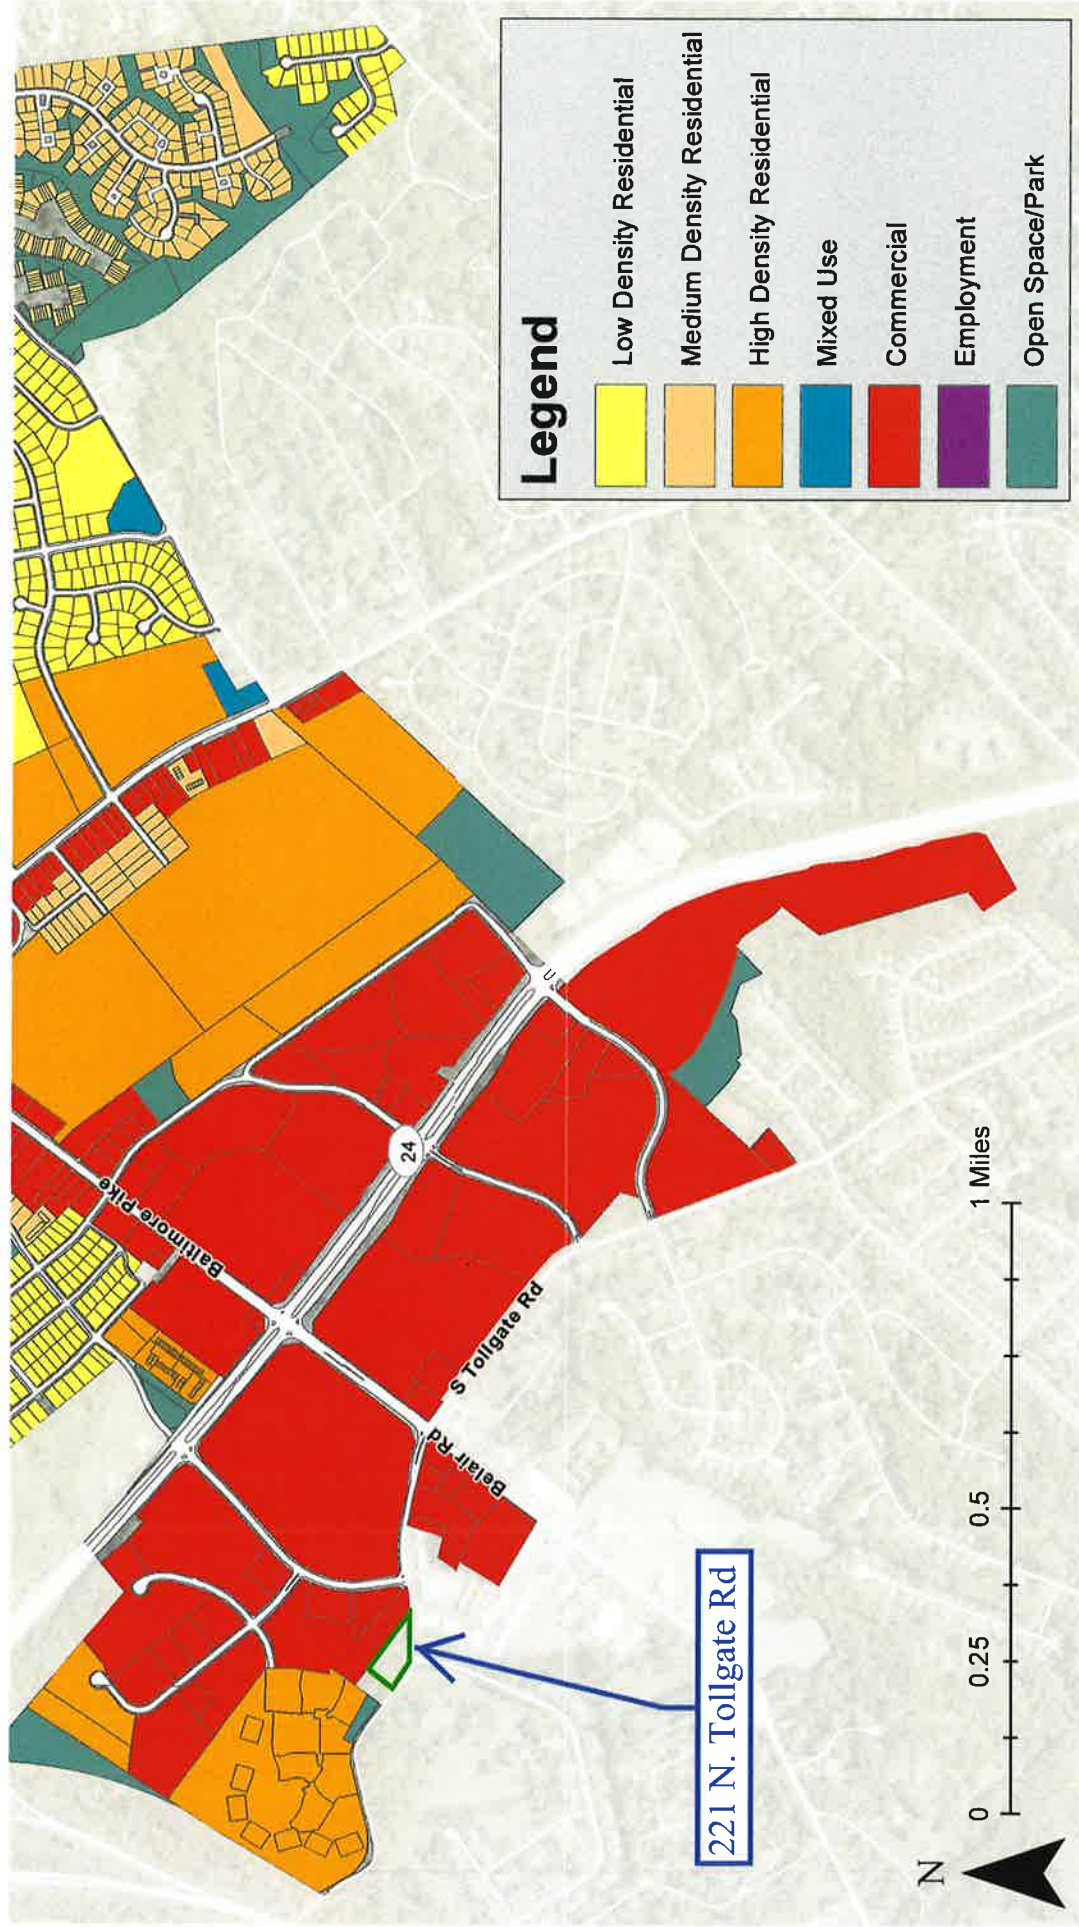 Baltimore Pike
24
U
S Tollgate Rd
Belair Rd
221 N. Tollgate Rd
Legend
Low Density Residential
Medium Density Residential
High Density Residential
Mixed Use
Commercial
Employment
Open Space/Park
N
0 0.25 0.5 1 Miles